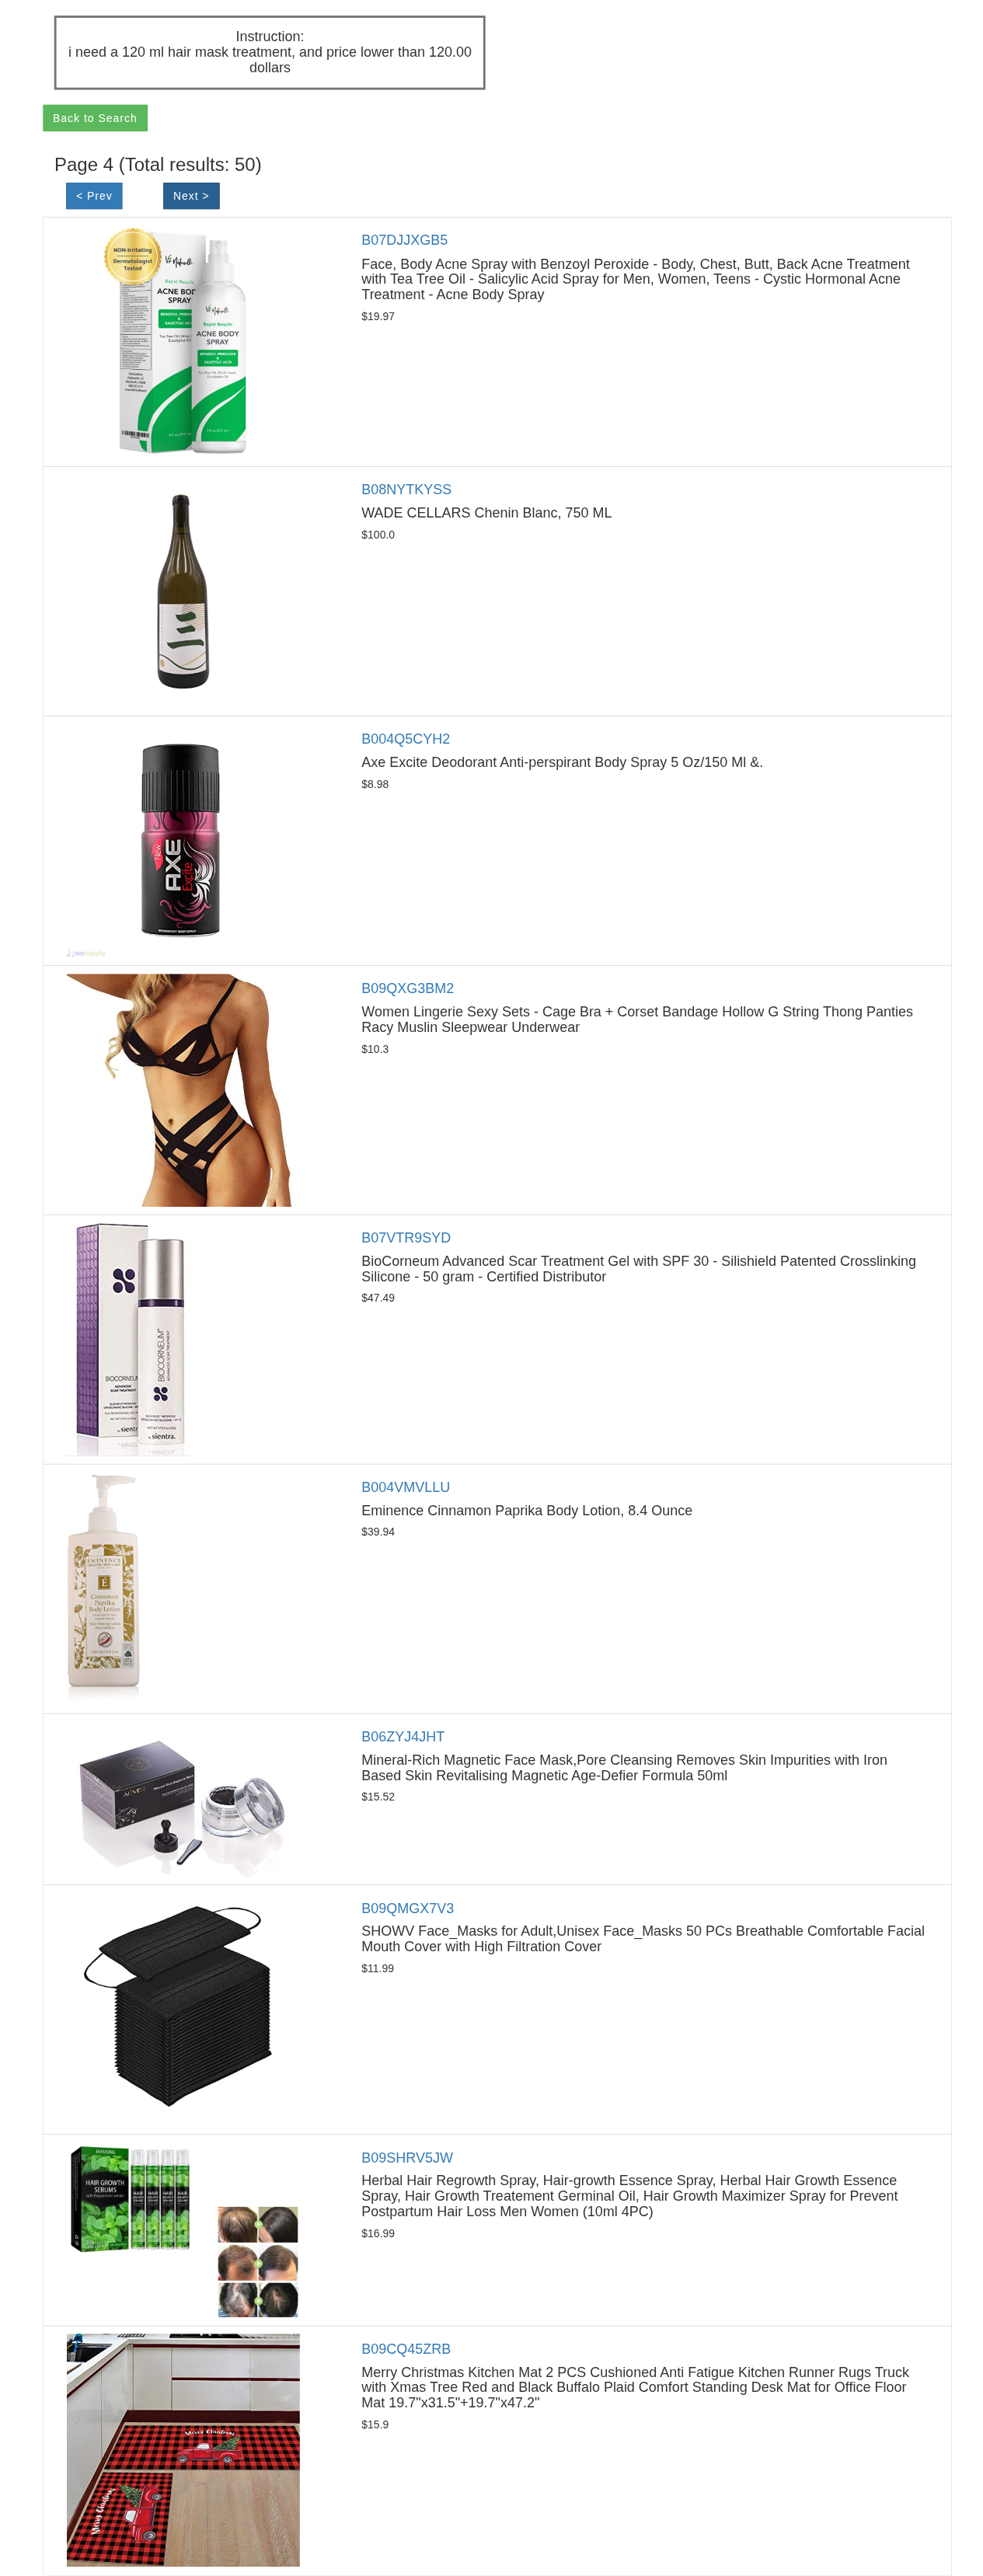 Instruction:
i need a 120 ml hair mask treatment, and price lower than 120.00
dollars
Back to Search
Page 4 (Total results: 50)
< Prev
Next >
NON-Irritating
Dermatologist
Tested
Rapid Results
ACNE BODY
SPRAY
BENZOYL PEROXIDE
&
SALICYLIC ACID
B07DJJXGB5
Face, Body Acne Spray with Benzoyl Peroxide - Body, Chest, Butt, Back Acne Treatment
with Tea Tree Oil - Salicylic Acid Spray for Men, Women, Teens - Cystic Hormonal Acne
Treatment - Acne Body Spray
$19.97
三
B08NYTKYSS
WADE CELLARS Chenin Blanc, 750 ML
$100.0
New
AXE
Excite
B004Q5CYH2
Axe Excite Deodorant Anti-perspirant Body Spray 5 Oz/150 Ml &.
$8.98
B09QXG3BM2
Women Lingerie Sexy Sets - Cage Bra + Corset Bandage Hollow G String Thong Panties
Racy Muslin Sleepwear Underwear
$10.3
BIOCORNEUM
sientra.
B07VTR9SYD
BioCorneum Advanced Scar Treatment Gel with SPF 30 - Silishield Patented Crosslinking
Silicone - 50 gram - Certified Distributor
$47.49
EMINENCE
Cinnamon
Paprika
Body Lotion
B004VMVLLU
Eminence Cinnamon Paprika Body Lotion, 8.4 Ounce
$39.94
B06ZYJ4JHT
Mineral-Rich Magnetic Face Mask,Pore Cleansing Removes Skin Impurities with Iron
Based Skin Revitalising Magnetic Age-Defier Formula 50ml
$15.52
B09QMGX7V3
SHOWV Face_Masks for Adult,Unisex Face_Masks 50 PCs Breathable Comfortable Facial
Mouth Cover with High Filtration Cover
$11.99
HAIR GROWTH
SERUMS
B09SHRV5JW
Herbal Hair Regrowth Spray, Hair-growth Essence Spray, Herbal Hair Growth Essence
Spray, Hair Growth Treatement Germinal Oil, Hair Growth Maximizer Spray for Prevent
Postpartum Hair Loss Men Women (10ml 4PC)
$16.99
Merry Christmas
Merry Christmas
B09CQ45ZRB
Merry Christmas Kitchen Mat 2 PCS Cushioned Anti Fatigue Kitchen Runner Rugs Truck
with Xmas Tree Red and Black Buffalo Plaid Comfort Standing Desk Mat for Office Floor
Mat 19.7"x31.5"+19.7"x47.2"
$15.9